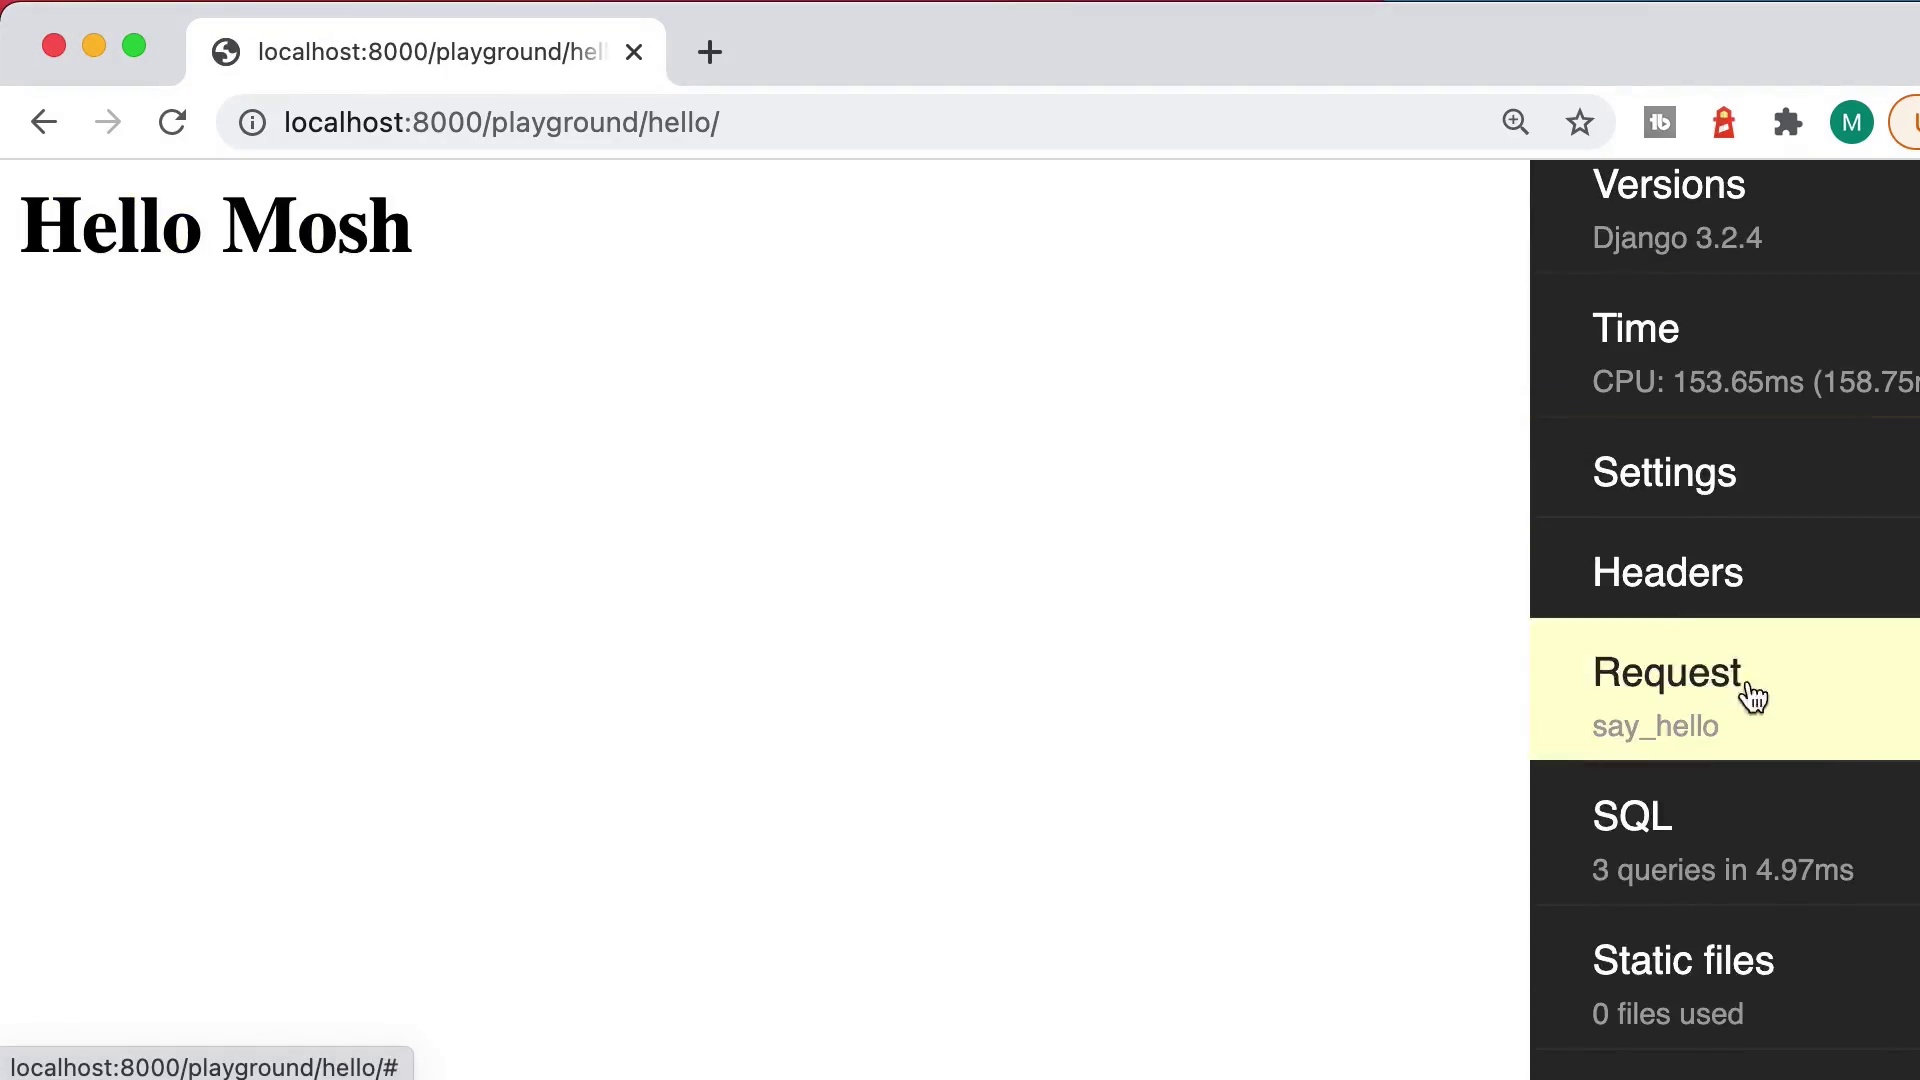 localhost:8000/playground/hel
localhost:8000/playground/hello/
M
Hello Mosh
Versions
Django 3.2.4
Time
CPU: 153.65ms (158.75
Settings
Headers
Request
say_hello
SQL
3 queries in 4.97ms
Static files
0 files used
localhost:8000/playground/hello/#